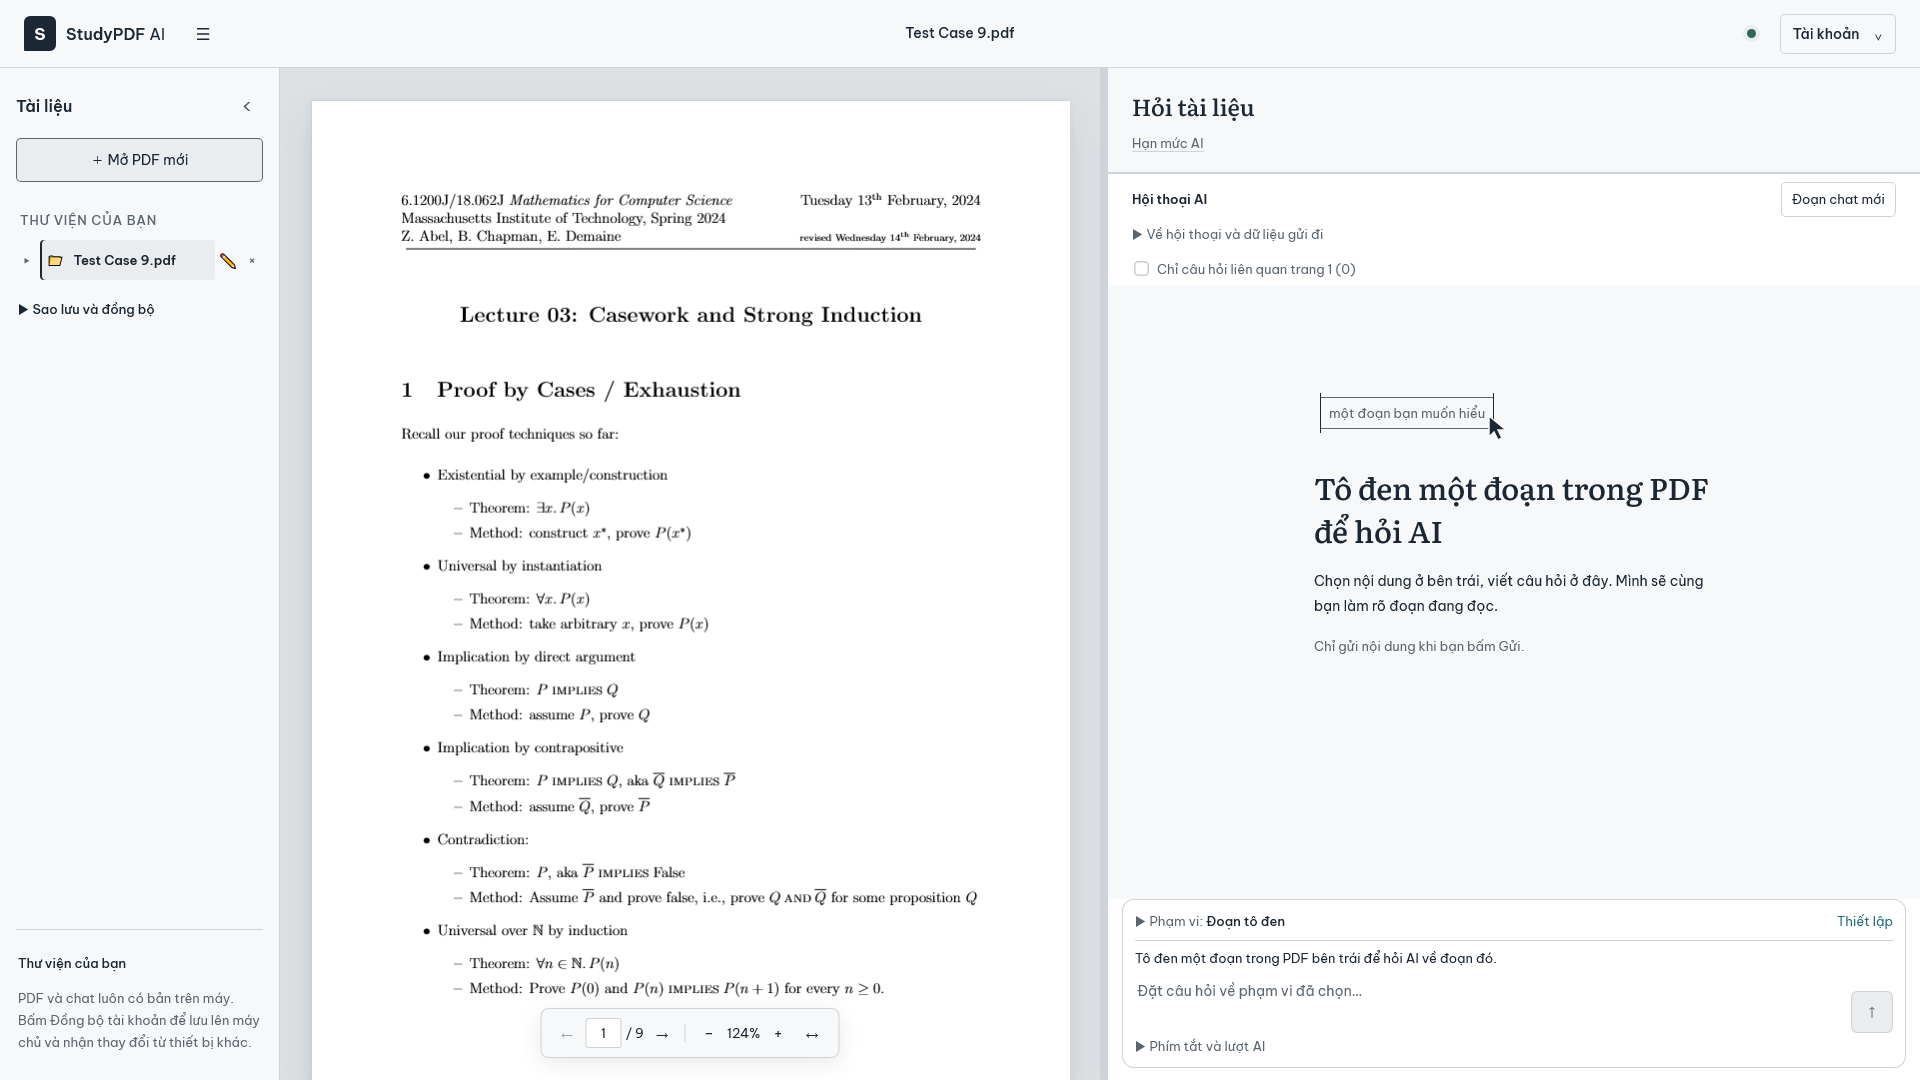 S StudyPDF AI ☰
Test Case 9.pdf
Tài khoản v
Tài liệu <
+ Mở PDF mới
THƯ VIỆN CỦA BẠN
▸ Test Case 9.pdf ×
▶ Sao lưu và đồng bộ
Thư viện của bạn
PDF và chat luôn có bản trên máy.
Bấm Đồng bộ tài khoản để lưu lên máy
chủ và nhận thay đổi từ thiết bị khác.
6.1200J/18.062J Mathematics for Computer Science Tuesday 13th February, 2024
Massachusetts Institute of Technology, Spring 2024
Z. Abel, B. Chapman, E. Demaine revised Wednesday 14th February, 2024
Lecture 03: Casework and Strong Induction
1 Proof by Cases / Exhaustion
Recall our proof techniques so far:
• Existential by example/construction
– Theorem: ∃x. P(x)
– Method: construct x*, prove P(x*)
• Universal by instantiation
– Theorem: ∀x. P(x)
– Method: take arbitrary x, prove P(x)
• Implication by direct argument
– Theorem: P IMPLIES Q
– Method: assume P, prove Q
• Implication by contrapositive
– Theorem: P IMPLIES Q, aka Q̅ IMPLIES P̅
– Method: assume Q̅, prove P̅
• Contradiction:
– Theorem: P, aka P̅ IMPLIES False
– Method: Assume P̅ and prove false, i.e., prove Q AND Q̅ for some proposition Q
• Universal over ℕ by induction
– Theorem: ∀n ∈ ℕ. P(n)
– Method: Prove P(0) and P(n) IMPLIES P(n + 1) for every n ≥ 0.
← 1 / 9 → − 124% + ↔
Hỏi tài liệu
Hạn mức AI
Hội thoại AI
Đoạn chat mới
▶ Về hội thoại và dữ liệu gửi đi
Chỉ câu hỏi liên quan trang 1 (0)
một đoạn bạn muốn hiểu
Tô đen một đoạn trong PDF
để hỏi AI
Chọn nội dung ở bên trái, viết câu hỏi ở đây. Mình sẽ cùng
bạn làm rõ đoạn đang đọc.
Chỉ gửi nội dung khi bạn bấm Gửi.
▶ Phạm vi: Đoạn tô đen Thiết lập
Tô đen một đoạn trong PDF bên trái để hỏi AI về đoạn đó.
Đặt câu hỏi về phạm vi đã chọn...
↑
▶ Phím tắt và lượt AI